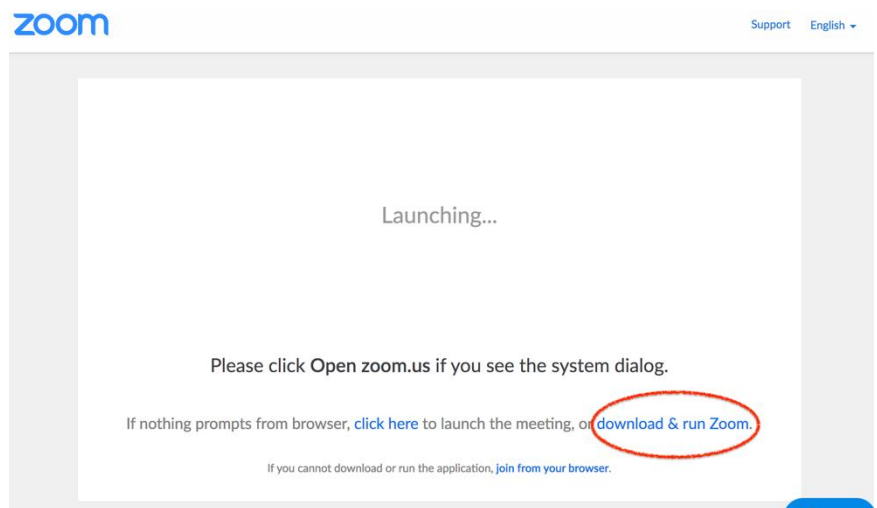 zoom
Support English
Launching...
Please click Open zoom.us if you see the system dialog.
If nothing prompts from browser, click here to launch the meeting, or download & run Zoom.
If you cannot download or run the application, join from your browser.